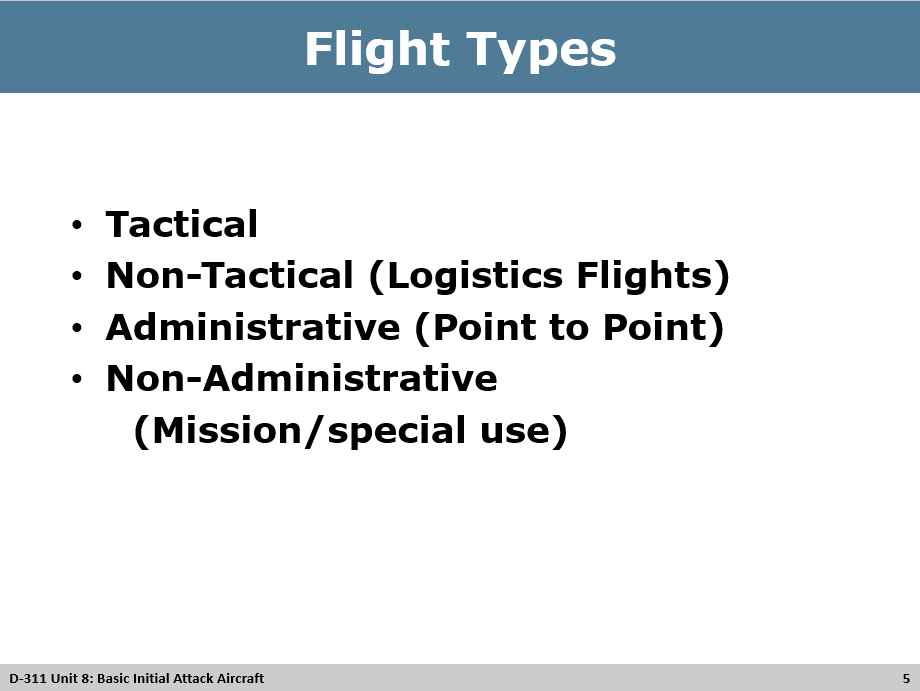 Flight Types
• Tactical
• Non-Tactical (Logistics Flights)
• Administrative (Point to Point)
• Non-Administrative
(Mission/special use)
D-311 Unit 8: Basic Initial Attack Aircraft 5